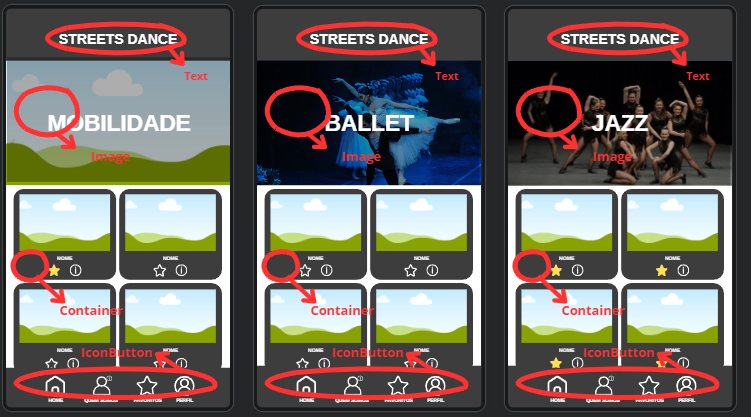 STREETS DANCE
Text
MOBILIDADE
Image
NOME
NOME
Container
NOME
NOME
IconButton
HOME
QUEM SOMOS
FAVORITOS
PERFIL
STREETS DANCE
Text
BALLET
Image
NOME
NOME
Container
NOME
NOME
IconButton
HOME
QUEM SOMOS
FAVORITOS
PERFIL
STREETS DANCE
Text
JAZZ
Image
NOME
NOME
Container
NOME
NOME
IconButton
HOME
QUEM SOMOS
FAVORITOS
PERFIL